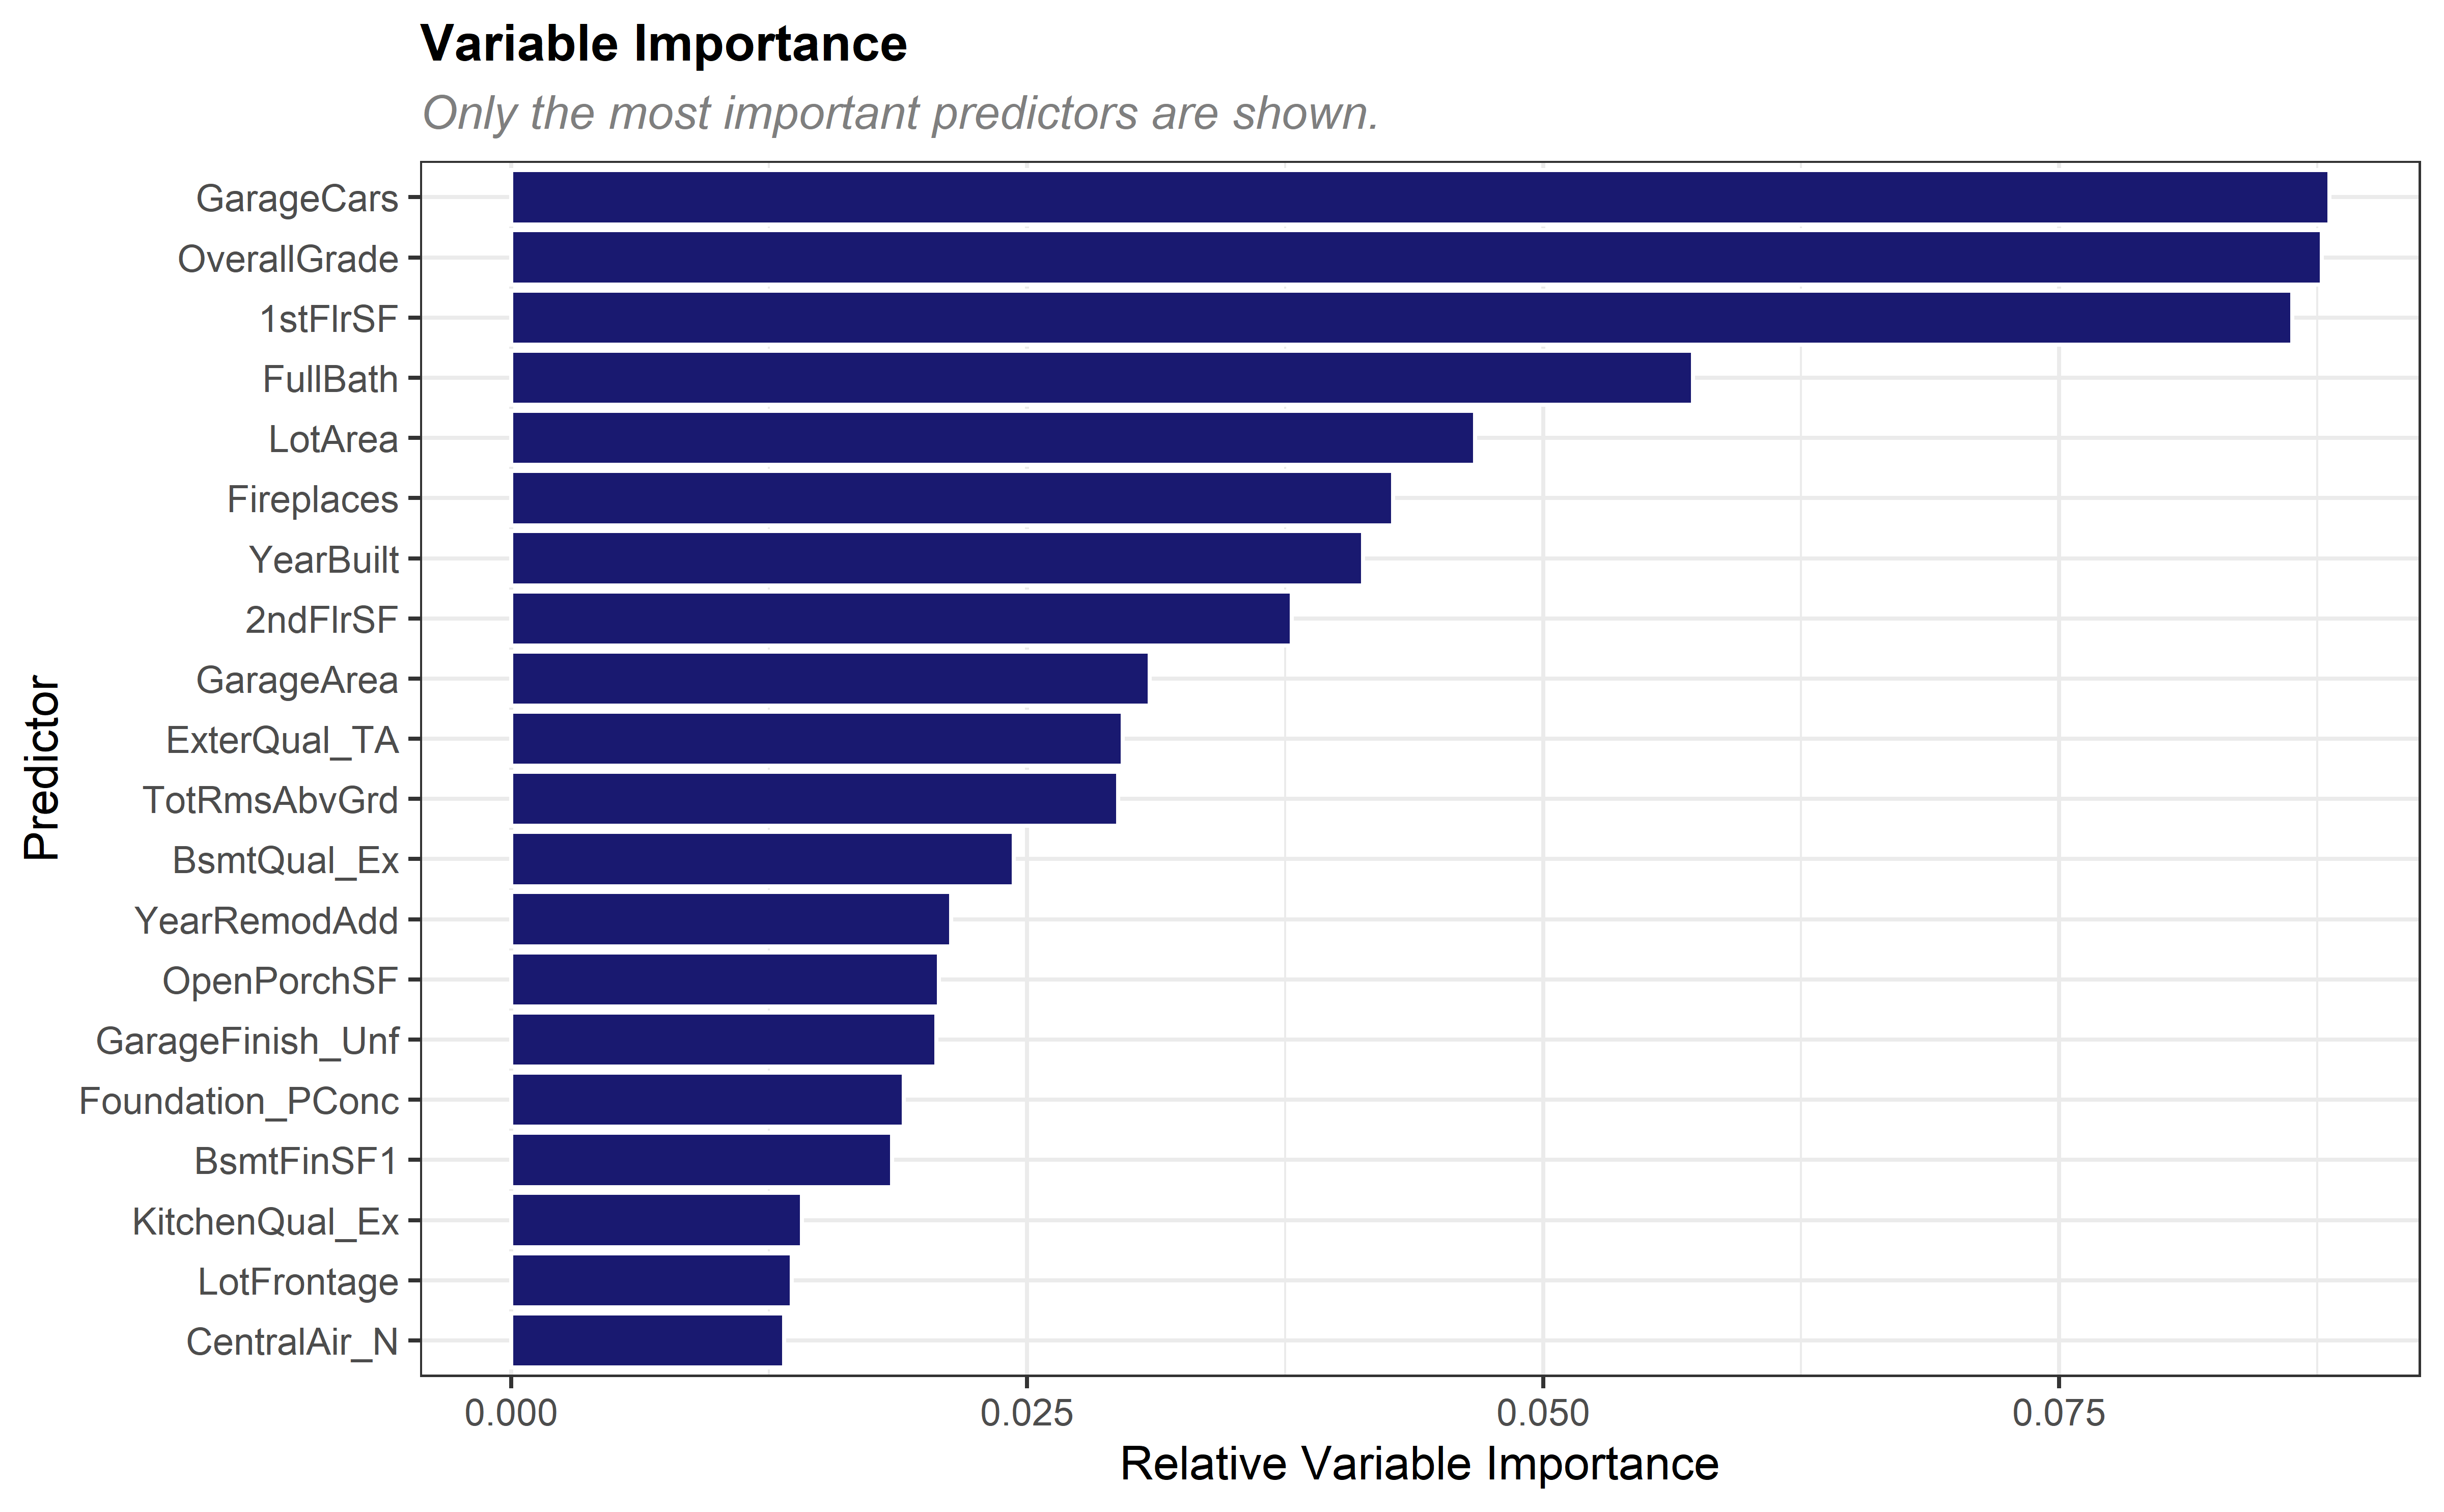 Variable Importance
Only the most important predictors are shown.
GarageCars
OverallGrade
1stFlrSF
FullBath
LotArea
Fireplaces
YearBuilt
2ndFlrSF
GarageArea
ExterQual_TA
TotRmsAbvGrd
BsmtQual_Ex
YearRemodAdd
OpenPorchSF
GarageFinish_Unf
Foundation_PConc
BsmtFinSF1
KitchenQual_Ex
LotFrontage
CentralAir_N
Predictor
0.000 0.025 0.050 0.075
Relative Variable Importance